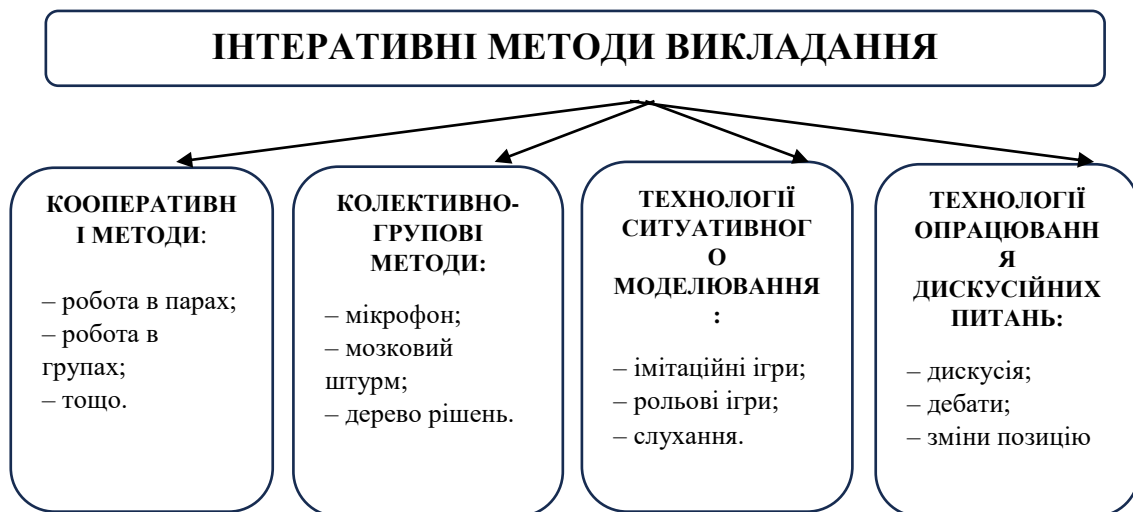 ІНТЕРАТИВНІ МЕТОДИ ВИКЛАДАННЯ
КООПЕРАТИВН
І МЕТОДИ:
– робота в парах;
– робота в
групах;
– тощо.
КОЛЕКТИВНО-
ГРУПОВІ
МЕТОДИ:
– мікрофон;
– мозковий
штурм;
– дерево рішень.
ТЕХНОЛОГІЇ
СИТУАТИВНОГ
О
МОДЕЛЮВАННЯ
:
– імітаційні ігри;
– рольові ігри;
– слухання.
ТЕХНОЛОГІЇ
ОПРАЦЮВАНН
Я
ДИСКУСІЙНИХ
ПИТАНЬ:
– дискусія;
– дебати;
– зміни позицію